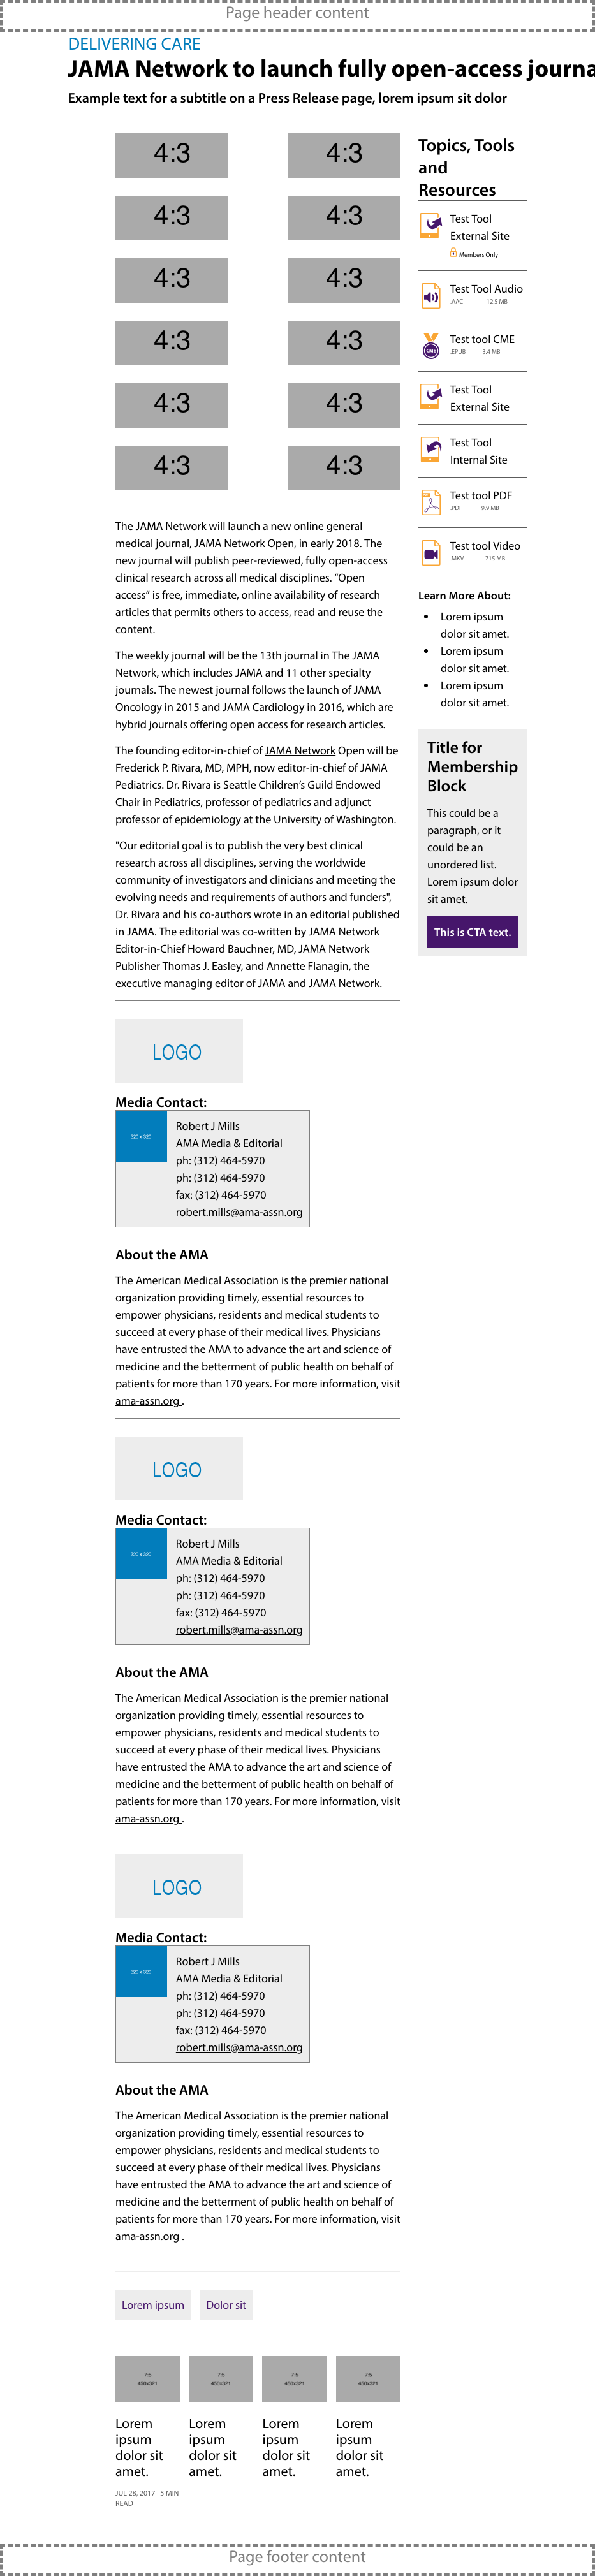 Page header content
DELIVERING CARE
JAMA Network to launch fully open-access journa
Example text for a subtitle on a Press Release page, lorem ipsum sit dolor
4:3 4:3
4:3 4:3
4:3 4:3
4:3 4:3
4:3 4:3
4:3 4:3
The JAMA Network will launch a new online general
medical journal, JAMA Network Open, in early 2018. The
new journal will publish peer-reviewed, fully open-access
clinical research across all medical disciplines. “Open
access” is free, immediate, online availability of research
articles that permits others to access, read and reuse the
content.
The weekly journal will be the 13th journal in The JAMA
Network, which includes JAMA and 11 other specialty
journals. The newest journal follows the launch of JAMA
Oncology in 2015 and JAMA Cardiology in 2016, which are
hybrid journals offering open access for research articles.
The founding editor-in-chief of JAMA Network Open will be
Frederick P. Rivara, MD, MPH, now editor-in-chief of JAMA
Pediatrics. Dr. Rivara is Seattle Children’s Guild Endowed
Chair in Pediatrics, professor of pediatrics and adjunct
professor of epidemiology at the University of Washington.
"Our editorial goal is to publish the very best clinical
research across all disciplines, serving the worldwide
community of investigators and clinicians and meeting the
evolving needs and requirements of authors and funders",
Dr. Rivara and his co-authors wrote in an editorial published
in JAMA. The editorial was co-written by JAMA Network
Editor-in-Chief Howard Bauchner, MD, JAMA Network
Publisher Thomas J. Easley, and Annette Flanagin, the
executive managing editor of JAMA and JAMA Network.
LOGO
Media Contact:
320 x 320
Robert J Mills
AMA Media & Editorial
ph: (312) 464-5970
ph: (312) 464-5970
fax: (312) 464-5970
robert.mills@ama-assn.org
About the AMA
The American Medical Association is the premier national
organization providing timely, essential resources to
empower physicians, residents and medical students to
succeed at every phase of their medical lives. Physicians
have entrusted the AMA to advance the art and science of
medicine and the betterment of public health on behalf of
patients for more than 170 years. For more information, visit
ama-assn.org .
LOGO
Media Contact:
320 x 320
Robert J Mills
AMA Media & Editorial
ph: (312) 464-5970
ph: (312) 464-5970
fax: (312) 464-5970
robert.mills@ama-assn.org
About the AMA
The American Medical Association is the premier national
organization providing timely, essential resources to
empower physicians, residents and medical students to
succeed at every phase of their medical lives. Physicians
have entrusted the AMA to advance the art and science of
medicine and the betterment of public health on behalf of
patients for more than 170 years. For more information, visit
ama-assn.org .
LOGO
Media Contact:
320 x 320
Robert J Mills
AMA Media & Editorial
ph: (312) 464-5970
ph: (312) 464-5970
fax: (312) 464-5970
robert.mills@ama-assn.org
About the AMA
The American Medical Association is the premier national
organization providing timely, essential resources to
empower physicians, residents and medical students to
succeed at every phase of their medical lives. Physicians
have entrusted the AMA to advance the art and science of
medicine and the betterment of public health on behalf of
patients for more than 170 years. For more information, visit
ama-assn.org .
Lorem ipsum Dolor sit
7:5 7:5 7:5 7:5
450x321 450x321 450x321 450x321
Lorem Lorem Lorem Lorem
ipsum ipsum ipsum ipsum
dolor sit dolor sit dolor sit dolor sit
amet. amet. amet. amet.
JUL 28, 2017 | 5 MIN
READ
Topics, Tools
and
Resources
Test Tool
External Site
Members Only
Test Tool Audio
.AAC 12.5 MB
Test tool CME
CME
.EPUB 3.4 MB
Test Tool
External Site
Test Tool
Internal Site
Test tool PDF
.PDF 9.9 MB
Test tool Video
.MKV 715 MB
Learn More About:
• Lorem ipsum
dolor sit amet.
• Lorem ipsum
dolor sit amet.
• Lorem ipsum
dolor sit amet.
Title for
Membership
Block
This could be a
paragraph, or it
could be an
unordered list.
Lorem ipsum dolor
sit amet.
This is CTA text.
Page footer content